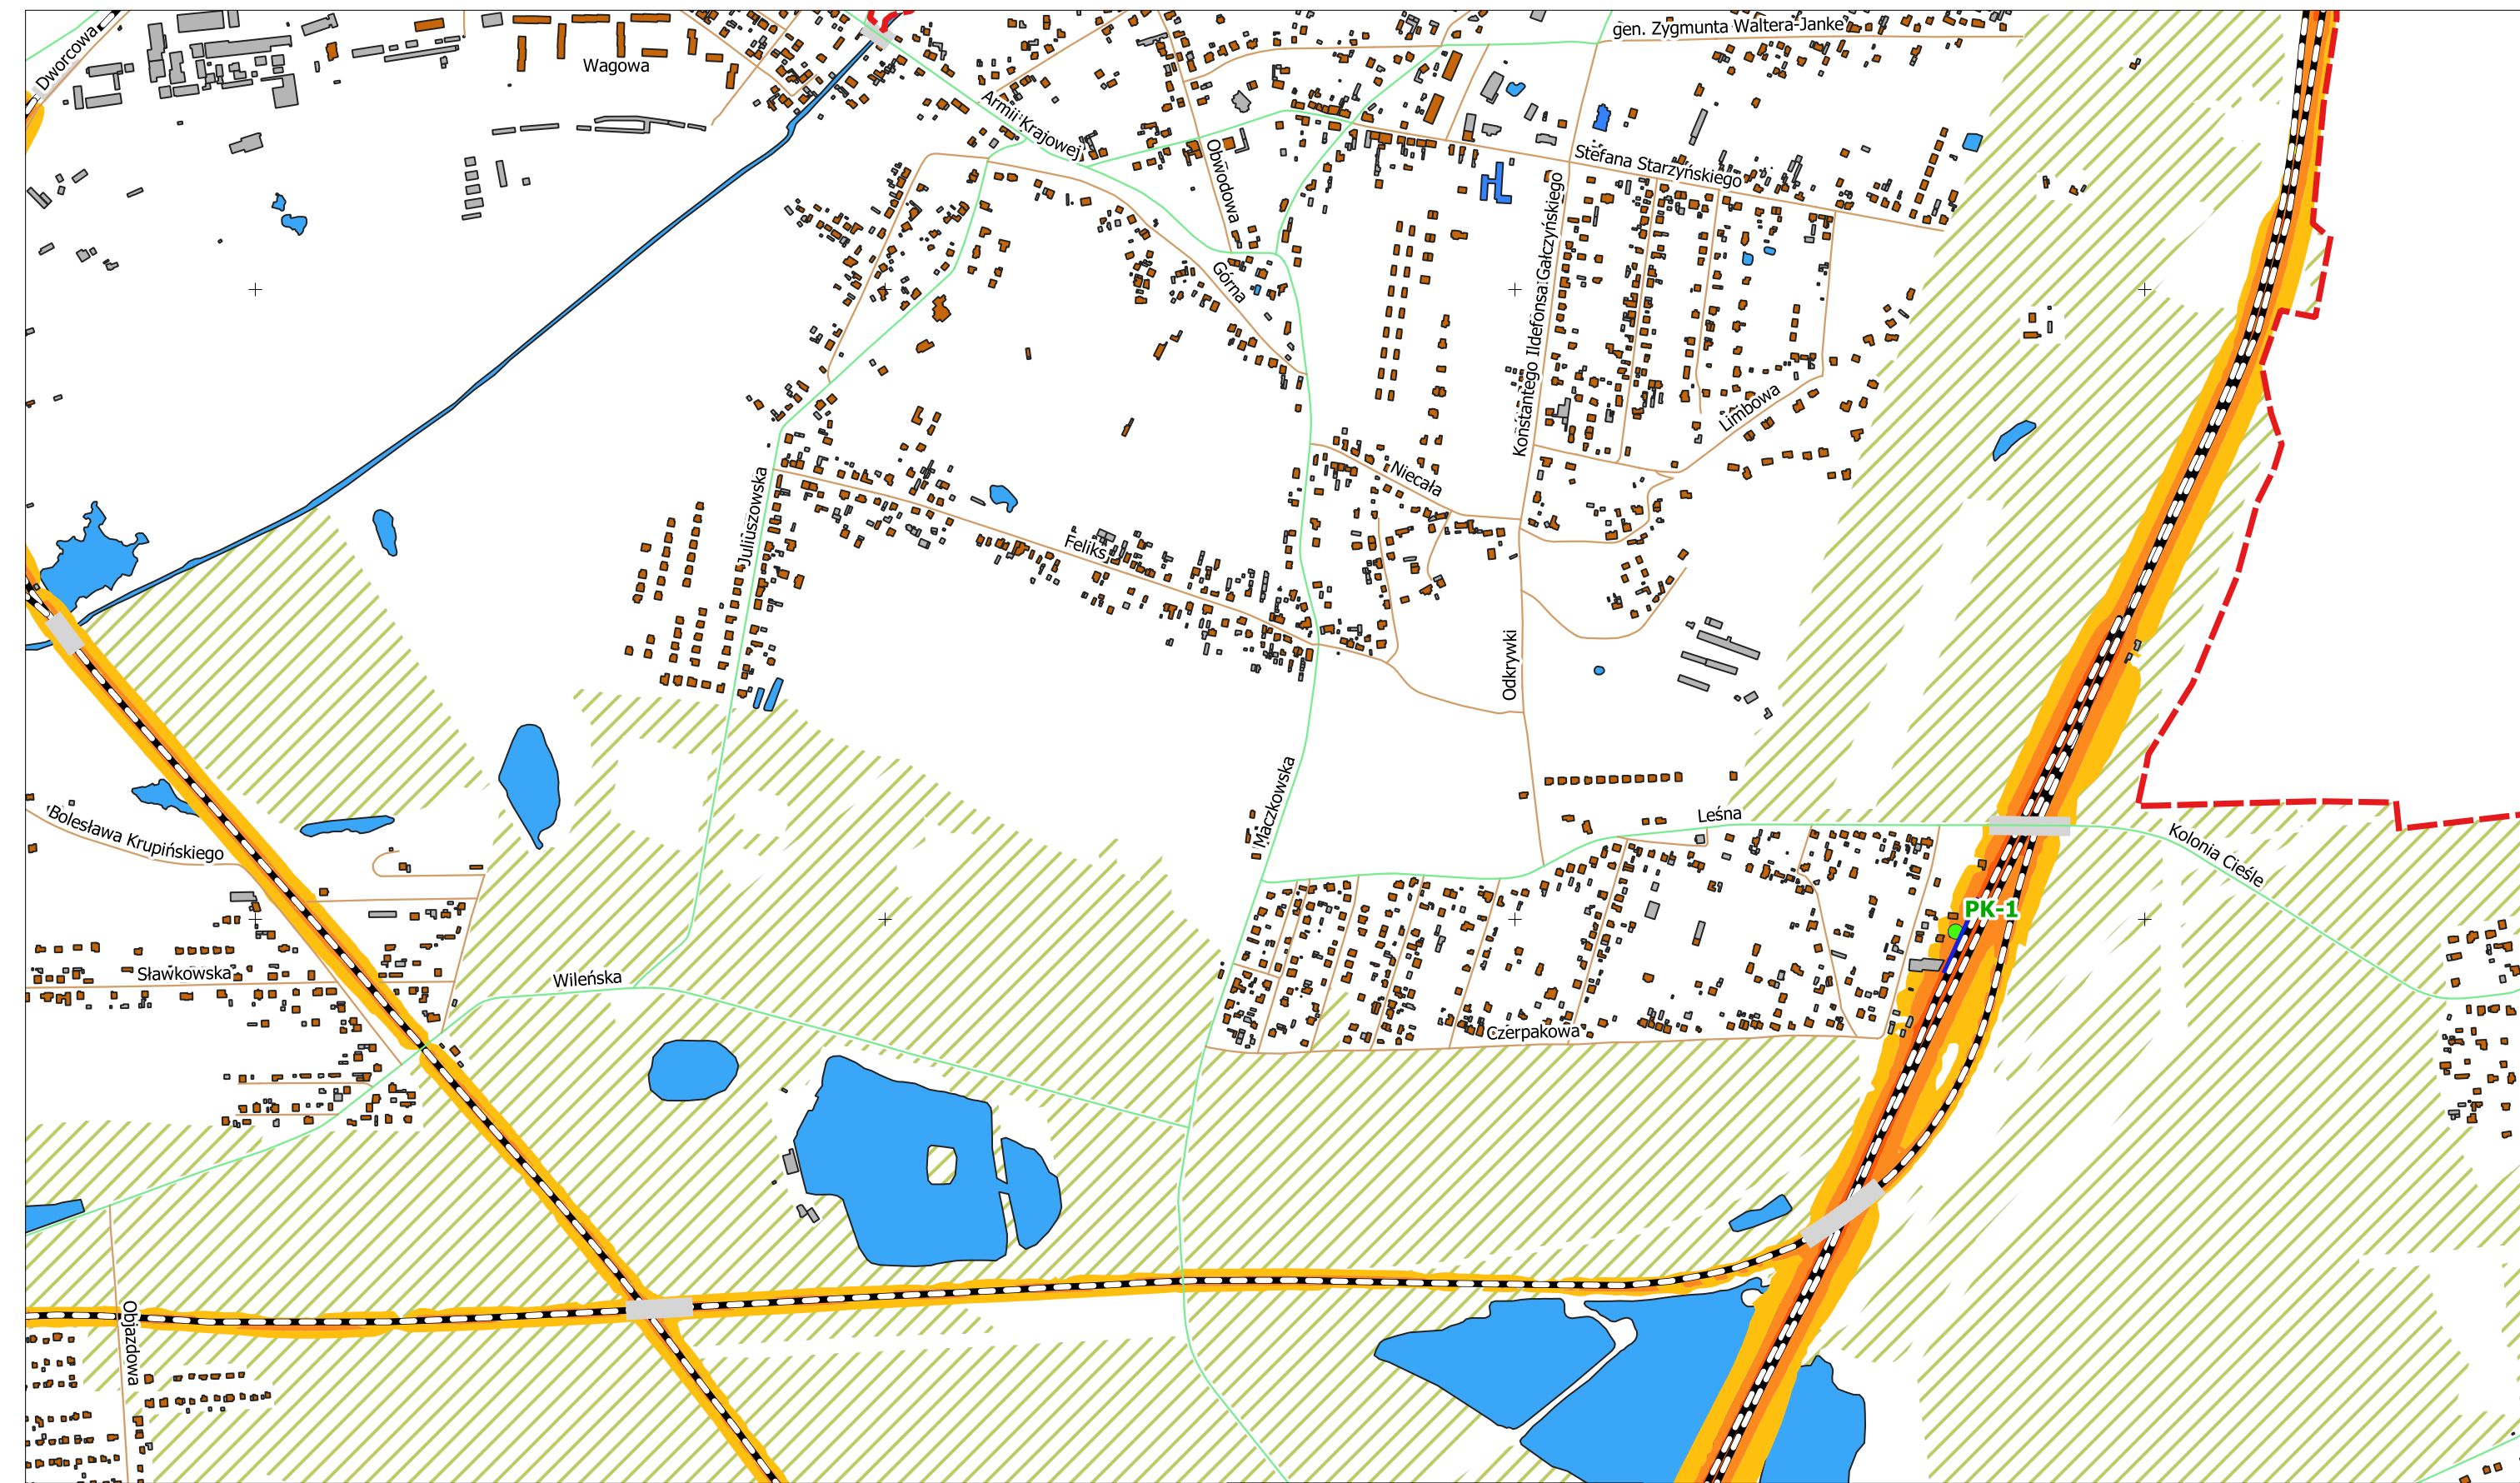 Dworcowa
Wagowa
gen. Zygmunta Waltera-Janke
Armii Krajowej
Obwodowa
Stefana Starzyńskiego
Górna
Konstantego Ildefonsa Gałczyńskiego
Limbowa
Niecała
Juliuszowska
Feliks
Odkrywki
Maczkowska
Leśna
Bolesława Krupińskiego
Kolonia Cieśle
PK-1
Sławkowska
Wileńska
Czerpakowa
Objazdowa